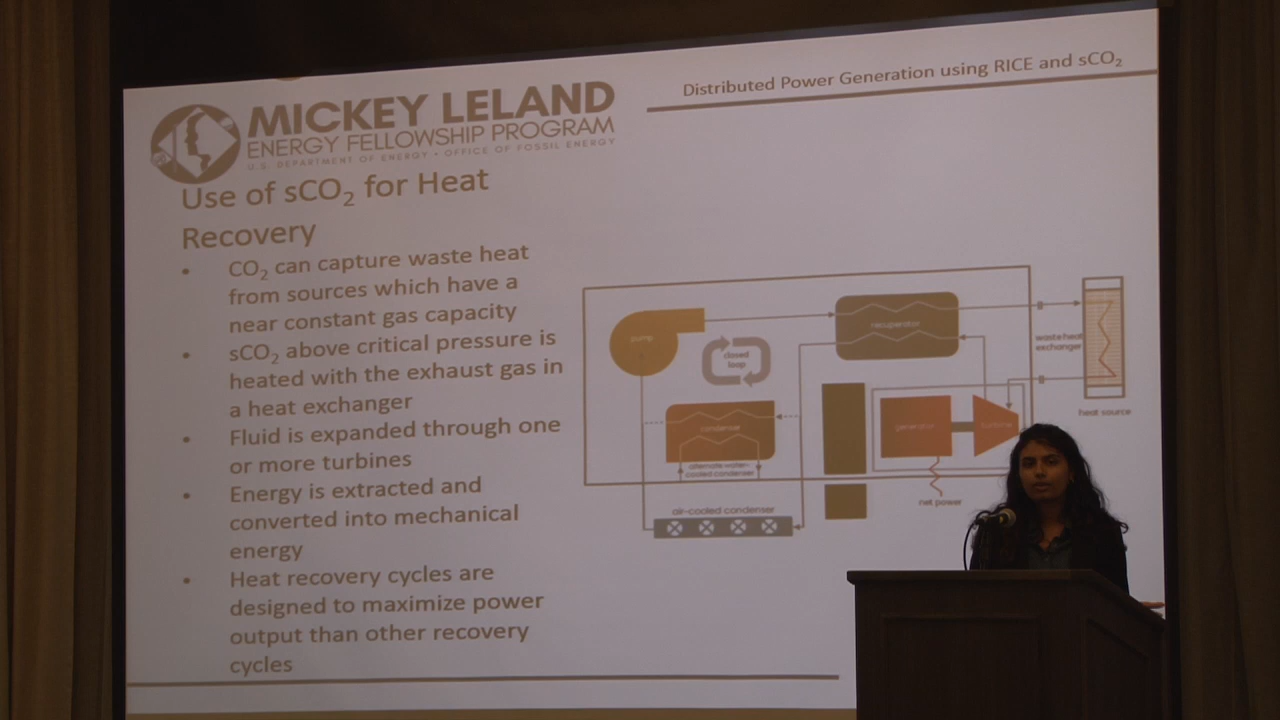 Distributed Power Generation using RICE and sCO₂
MICKEY LELAND
ENERGY FELLOWSHIP PROGRAM
U.S. DEPARTMENT OF ENERGY • OFFICE OF FOSSIL ENERGY
Use of sCO₂ for Heat
Recovery
• CO₂ can capture waste heat
from sources which have a
near constant gas capacity
• sCO₂ above critical pressure is
heated with the exhaust gas in
a heat exchanger
• Fluid is expanded through one
or more turbines
• Energy is extracted and
converted into mechanical
energy
• Heat recovery cycles are
designed to maximize power
output than other recovery
cycles
pump
closed
loop
recuperator
waste heat
exchanger
heat source
condenser
alternate water-
cooled condenser
generator
turbine
net power
air-cooled condenser